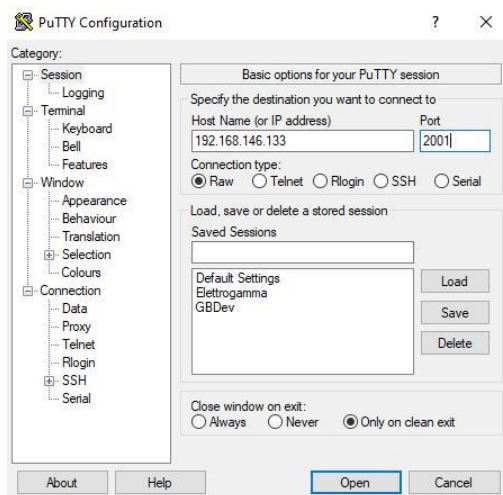 PuTTY Configuration ? ×
Category:
Session
Logging
Terminal
Keyboard
Bell
Features
Window
Appearance
Behaviour
Translation
Selection
Colours
Connection
Data
Proxy
Telnet
Rlogin
SSH
Serial
Basic options for your PuTTY session
Specify the destination you want to connect to
Host Name (or IP address) Port
192.168.146.133 2001
Connection type:
Raw Telnet Rlogin SSH Serial
Load, save or delete a stored session
Saved Sessions
Default Settings
Elettrogamma
GBDev
Load
Save
Delete
Close window on exit:
Always Never Only on clean exit
About Help Open Cancel